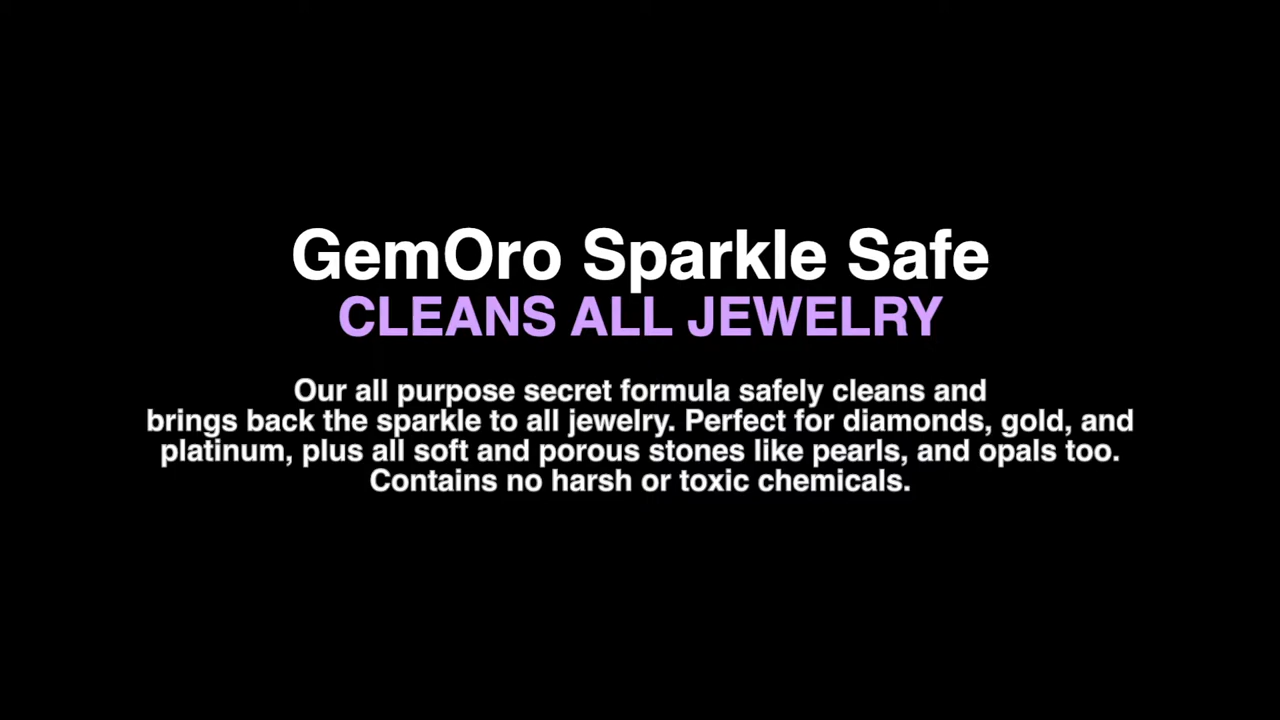 GemOro Sparkle Safe
CLEANS ALL JEWELRY
Our all purpose secret formula safely cleans and
brings back the sparkle to all jewelry. Perfect for diamonds, gold, and
platinum, plus all soft and porous stones like pearls, and opals too.
Contains no harsh or toxic chemicals.